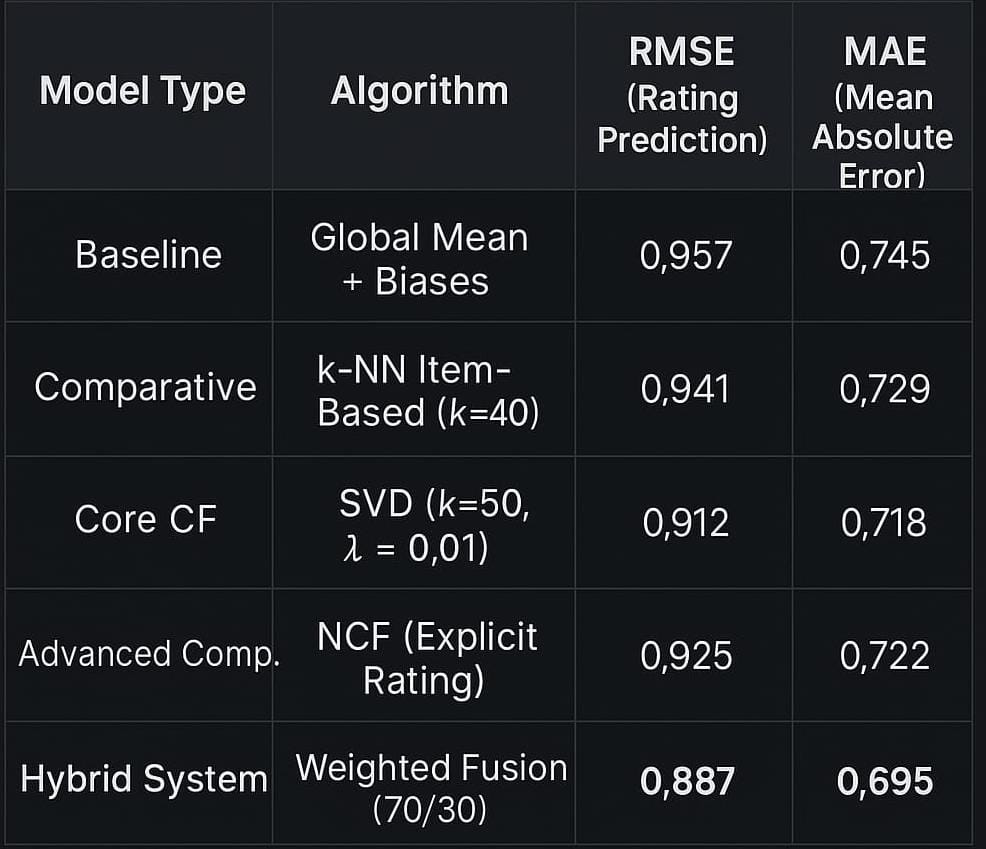 Model Type
Algorithm
RMSE
(Rating
Prediction)
MAE
(Mean
Absolute
Error)
Baseline
Global Mean
+ Biases
0,957
0,745
Comparative
k-NN Item-
Based (k=40)
0,941
0,729
Core CF
SVD (k=50,
λ = 0,01)
0,912
0,718
Advanced Comp.
NCF (Explicit
Rating)
0,925
0,722
Hybrid System
Weighted Fusion
(70/30)
0,887
0,695